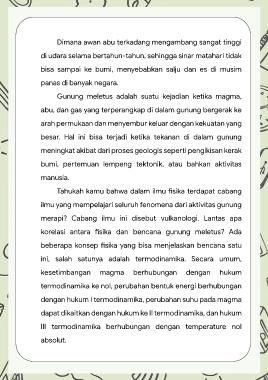 Dimana awan abu terkadang mengambang sangat tinggi
di udara selama bertahun-tahun, sehingga sinar matahari tidak
bisa sampai ke bumi, menyebabkan salju dan es di musim
panas di banyak negara.
Gunung meletus adalah suatu kejadian ketika magma,
abu, dan gas yang terperangkap di dalam gunung bergerak ke
arah permukaan dan menyembur keluar dengan kekuatan yang
besar. Hal ini bisa terjadi ketika tekanan di dalam gunung
meningkat akibat dari proses geologis seperti pengikisan kerak
bumi, pertemuan lempeng tektonik, atau bahkan aktivitas
manusia.
Tahukah kamu bahwa dalam ilmu fisika terdapat cabang
ilmu yang mempelajari seluruh fenomena dari aktivitas gunung
merapi? Cabang ilmu ini disebut vulkanologi. Lantas apa
korelasi antara fisika dan bencana gunung meletus? Ada
beberapa konsep fisika yang bisa menjelaskan bencana satu
ini, salah satunya adalah termodinamika. Secara umum,
kesetimbangan magma berhubungan dengan hukum
termodinamika ke nol, perubahan bentuk energi berhubungan
dengan hukum I termodinamika, perubahan suhu pada magma
dapat dikaitkan dengan hukum ke II termodinamika, dan hukum
III termodinamika berhubungan dengan temperature nol
absolut.